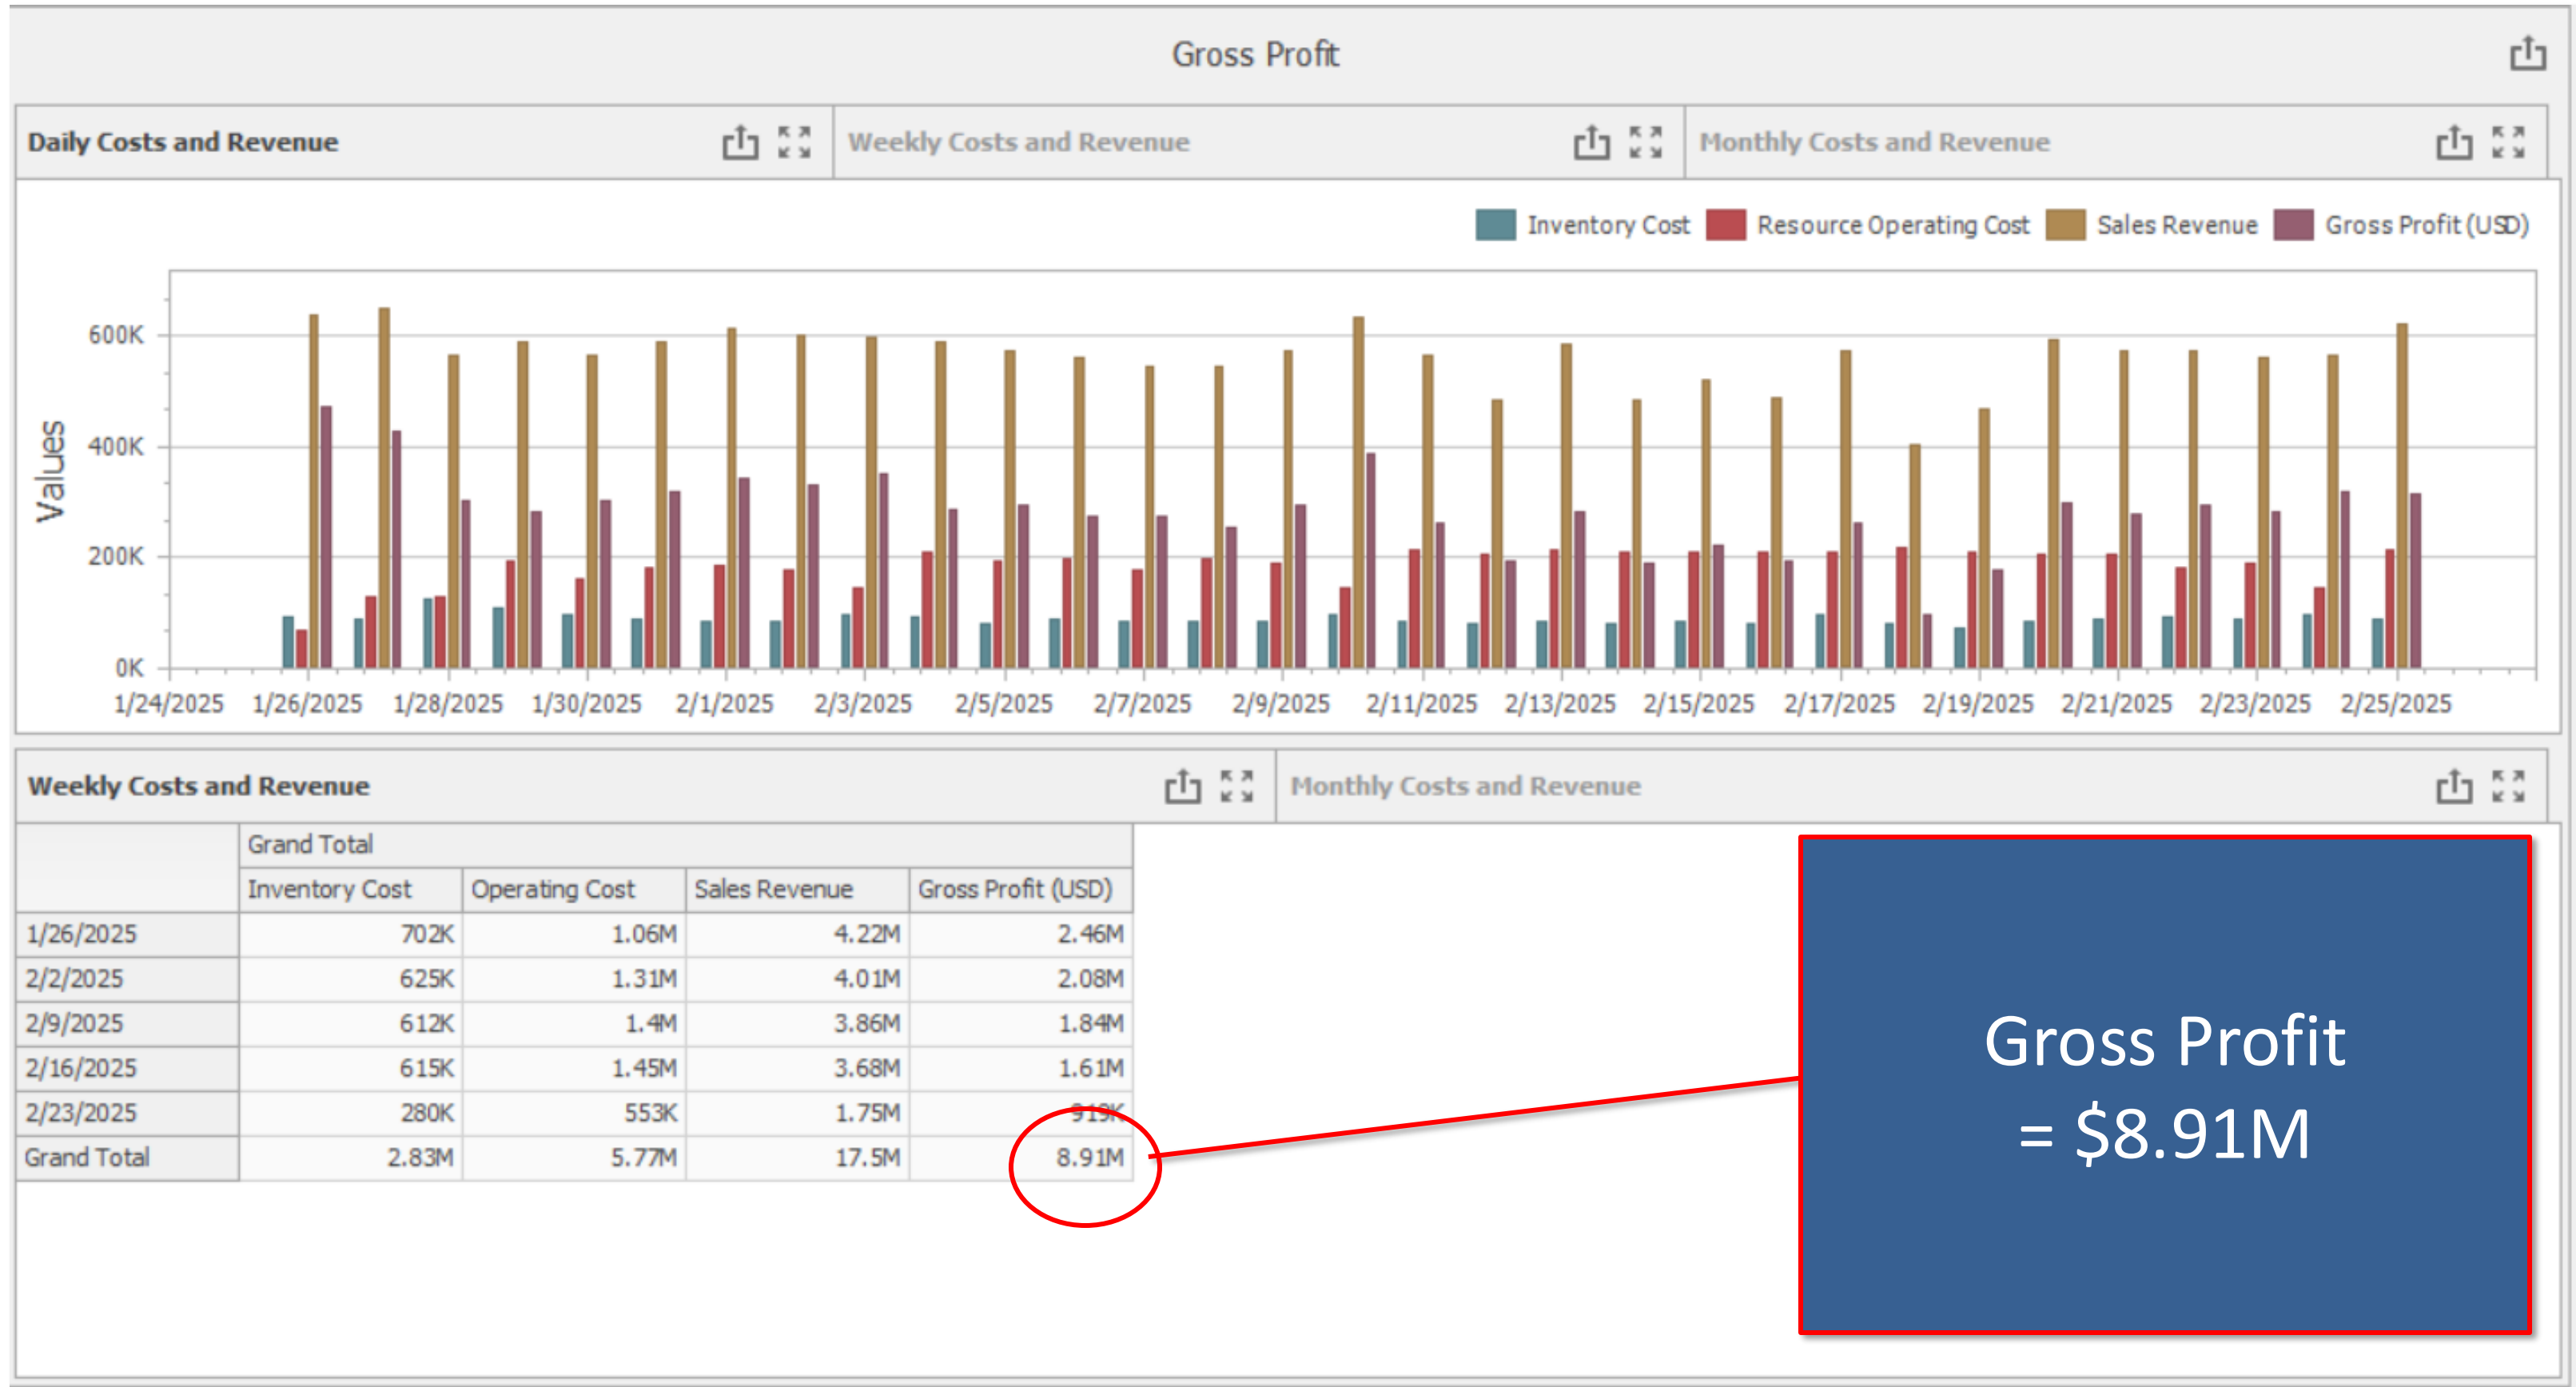 Gross Profit
Daily Costs and Revenue
Weekly Costs and Revenue
Monthly Costs and Revenue
Inventory Cost
Resource Operating Cost
Sales Revenue
Gross Profit (USD)
Values
600K
400K
200K
0K
1/24/2025 1/26/2025 1/28/2025 1/30/2025 2/1/2025 2/3/2025 2/5/2025 2/7/2025 2/9/2025 2/11/2025 2/13/2025 2/15/2025 2/17/2025 2/19/2025 2/21/2025 2/23/2025 2/25/2025
Weekly Costs and Revenue
Monthly Costs and Revenue
Grand Total
Inventory Cost Operating Cost Sales Revenue Gross Profit (USD)
1/26/2025 702K 1.06M 4.22M 2.46M
2/2/2025 625K 1.31M 4.01M 2.08M
2/9/2025 612K 1.4M 3.86M 1.84M
2/16/2025 615K 1.45M 3.68M 1.61M
2/23/2025 280K 553K 1.75M 919K
Grand Total 2.83M 5.77M 17.5M 8.91M
Gross Profit
= $8.91M